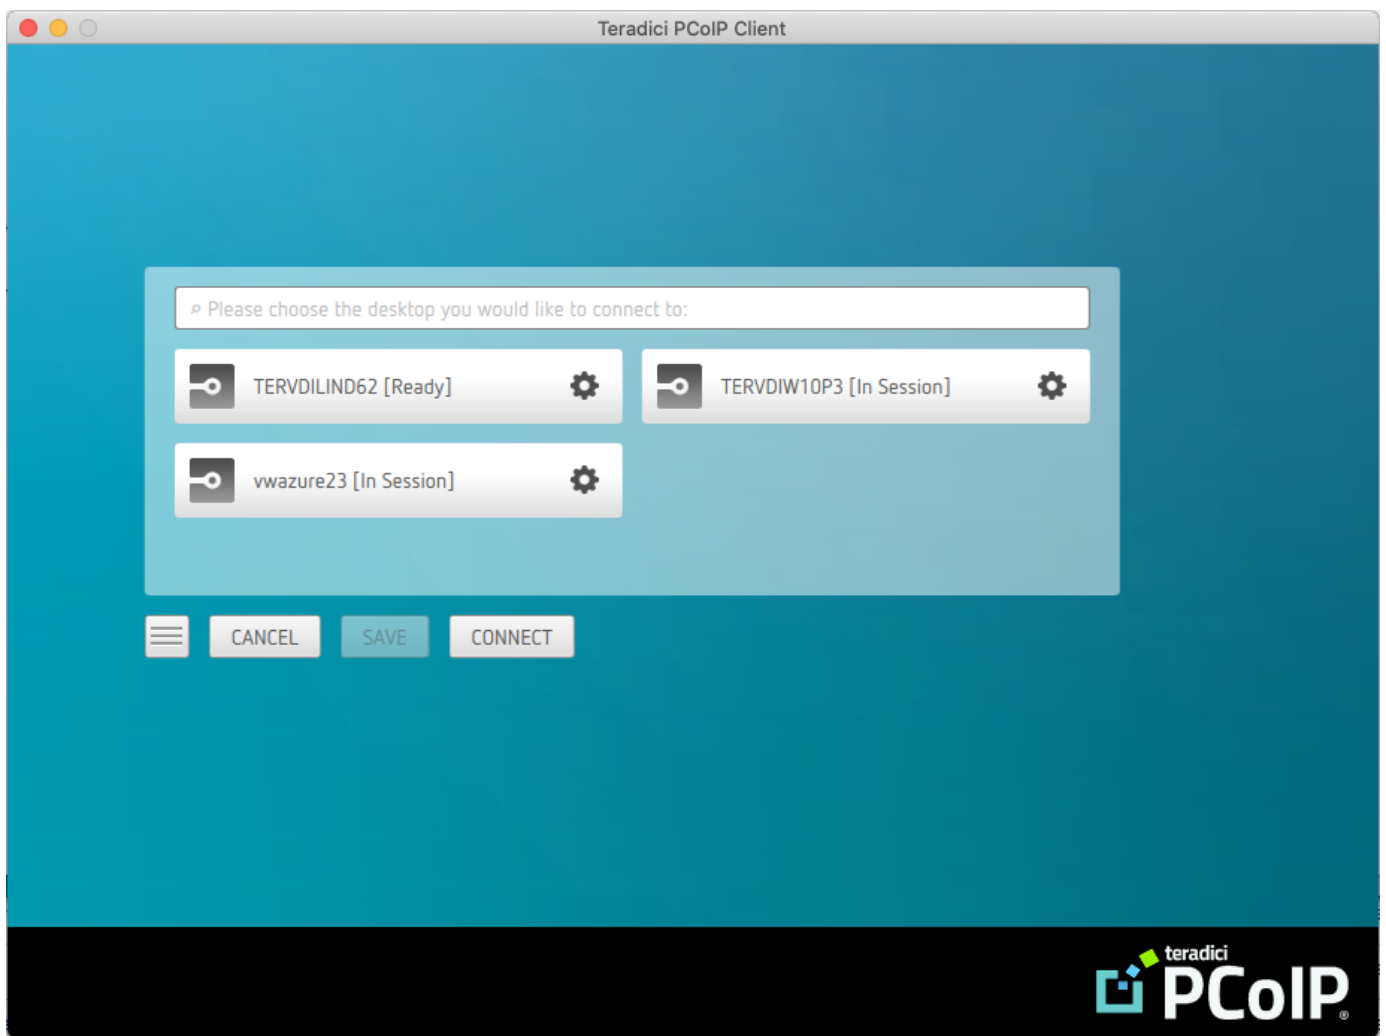 Teradici PCoIP Client
Please choose the desktop you would like to connect to:
TERVDILIND62 [Ready]
TERVDIW10P3 [In Session]
vwazure23 [In Session]
CANCEL
SAVE
CONNECT
teradici
PCoIP®